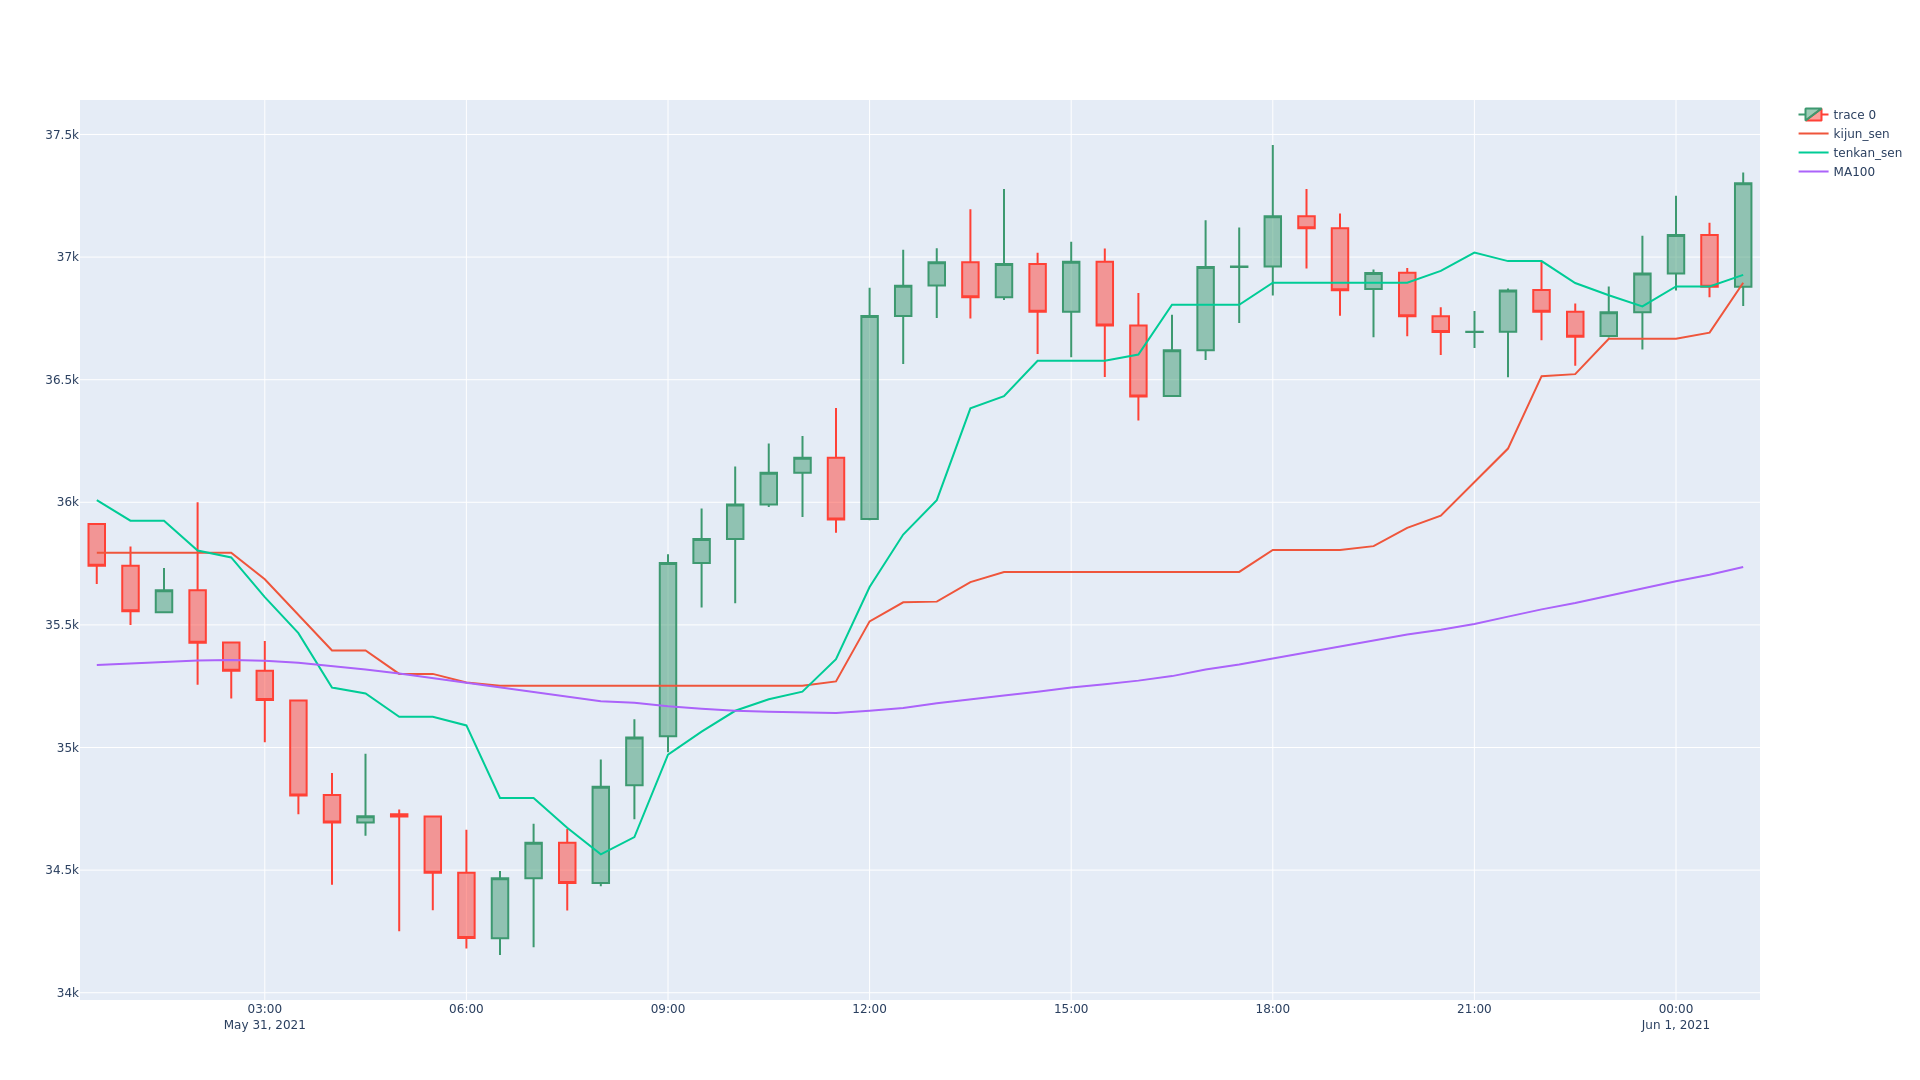 37.5k
37k
36.5k
36k
35.5k
35k
34.5k
34k
03:00
May 31, 2021
06:00
09:00
12:00
15:00
18:00
21:00
00:00
Jun 1, 2021
trace 0
kijun_sen
tenkan_sen
MA100